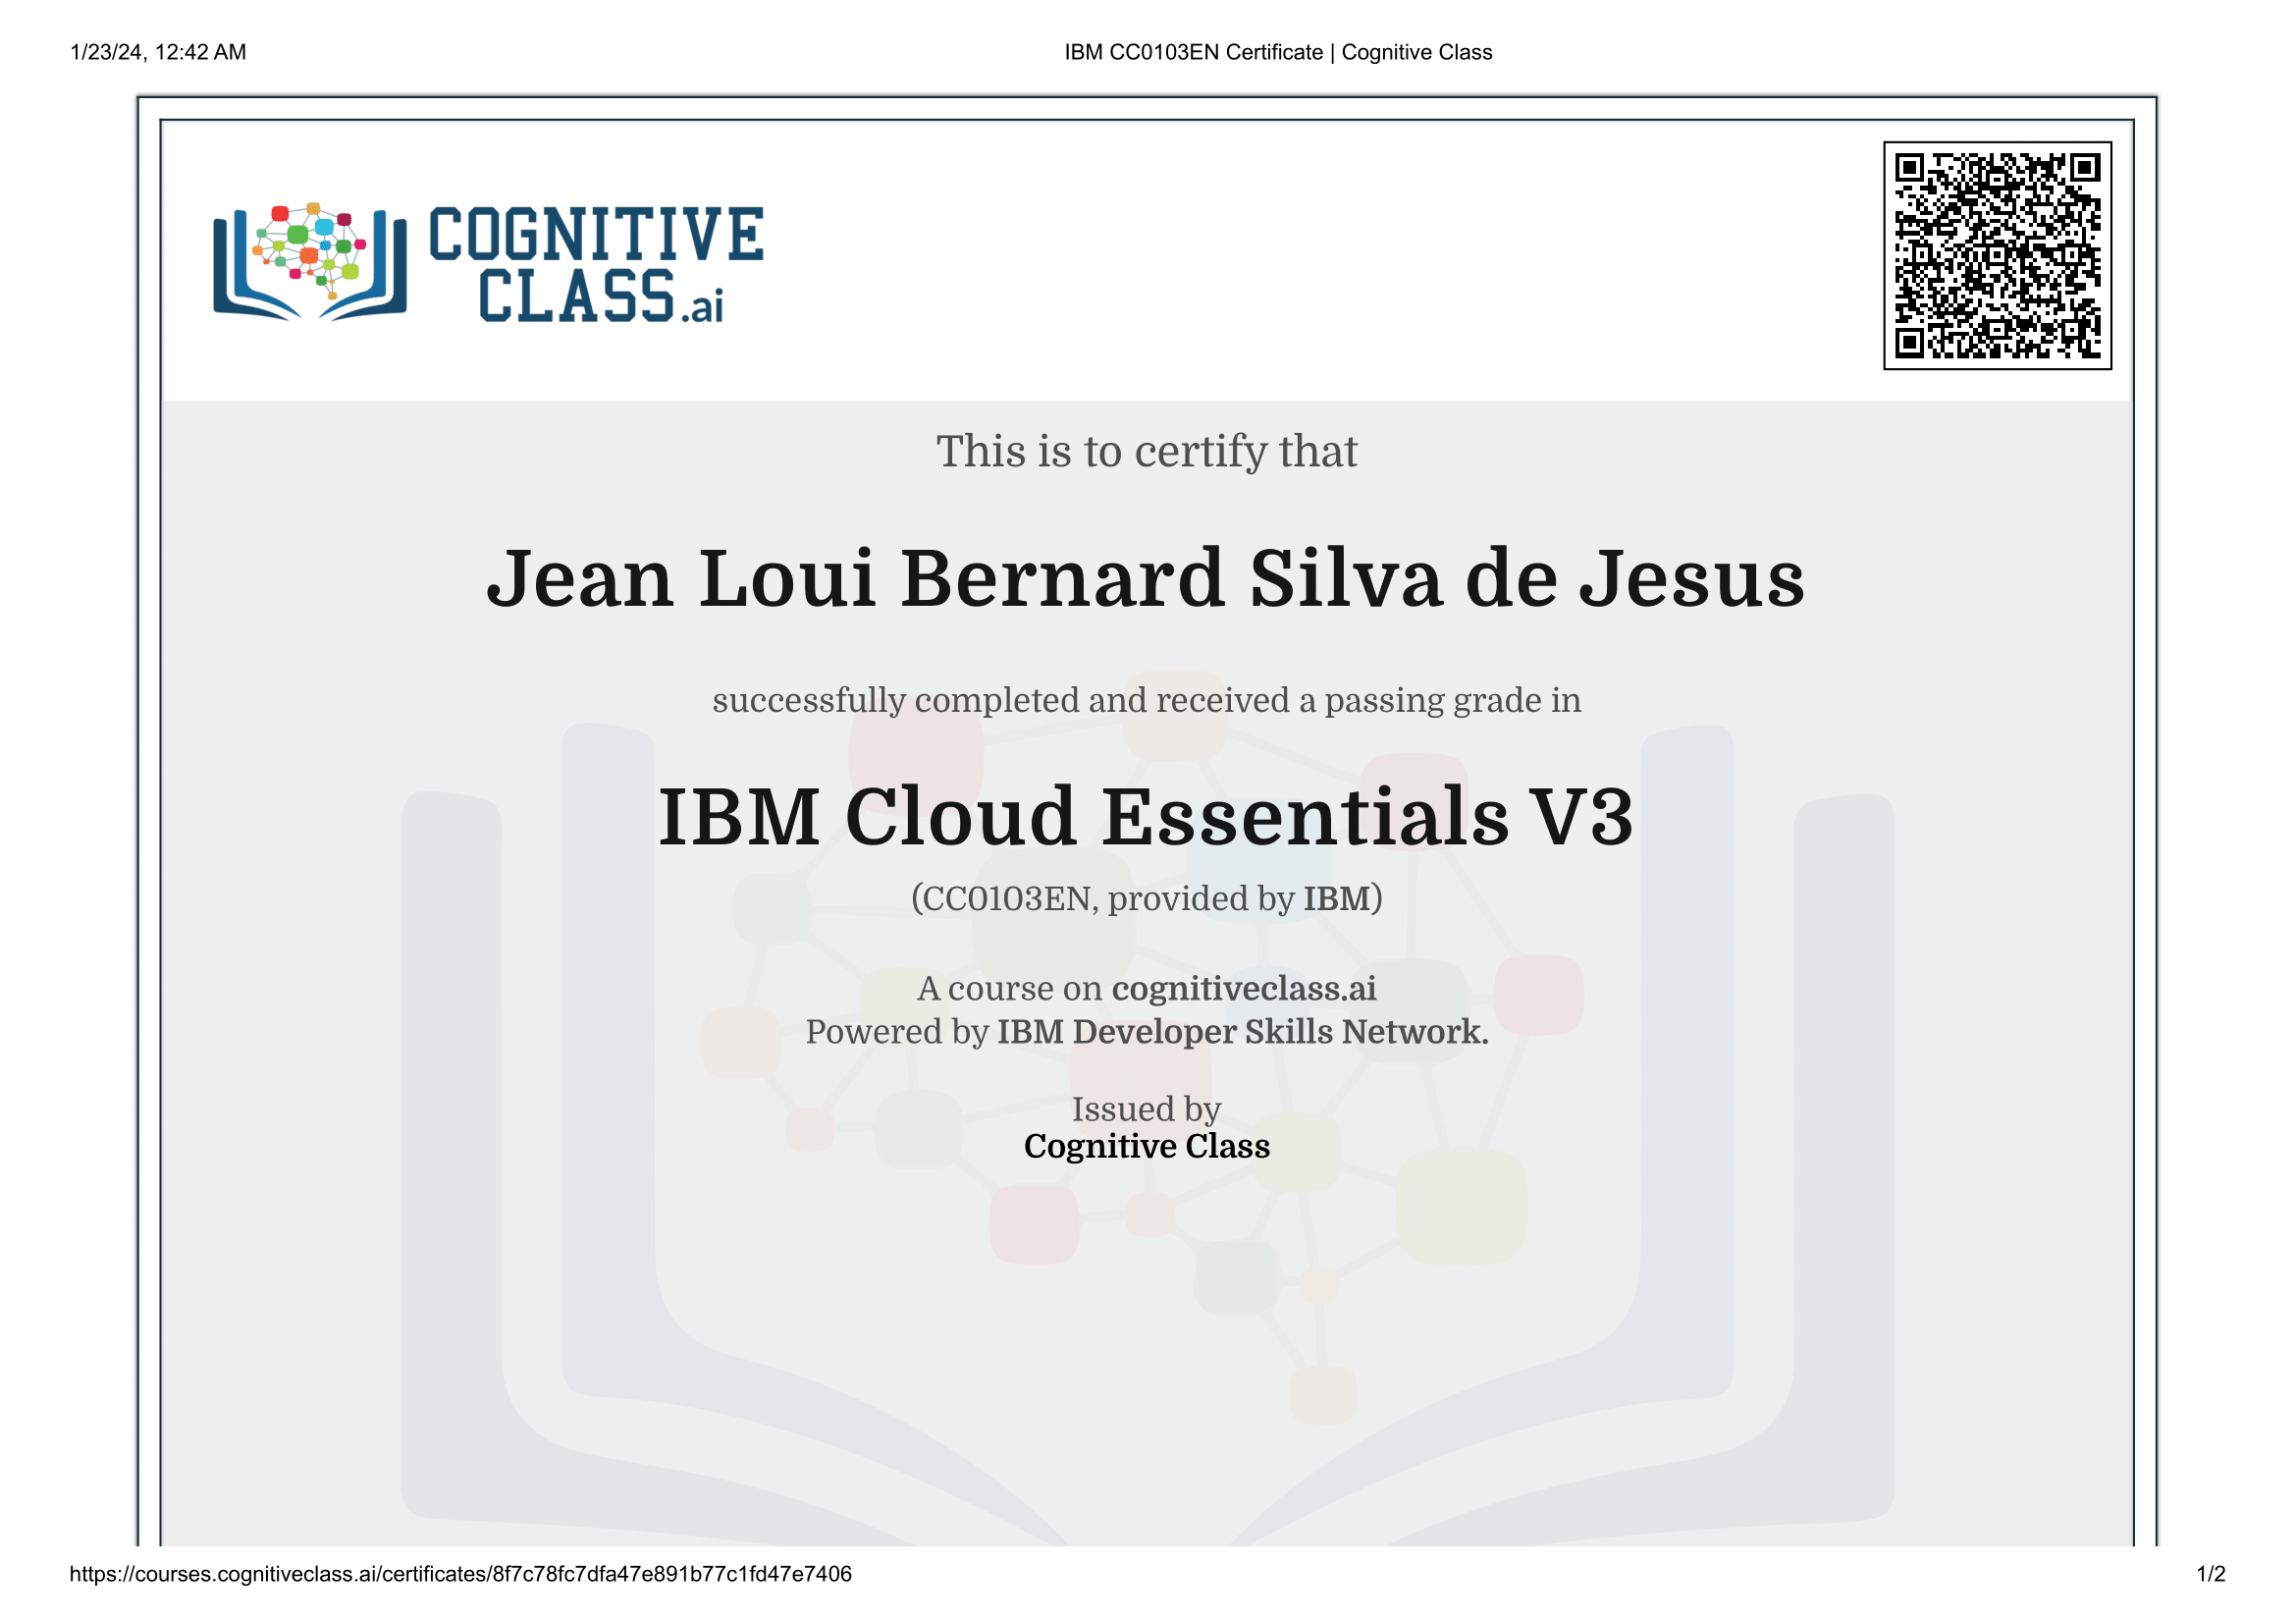 1/23/24, 12:42 AM
IBM CC0103EN Certificate | Cognitive Class
COGNITIVE
CLASS.ai
This is to certify that
Jean Loui Bernard Silva de Jesus
successfully completed and received a passing grade in
IBM Cloud Essentials V3
(CC0103EN, provided by IBM)
A course on cognitiveclass.ai
Powered by IBM Developer Skills Network.
Issued by
Cognitive Class
https://courses.cognitiveclass.ai/certificates/8f7c78fc7dfa47e891b77c1fd47e7406
1/2